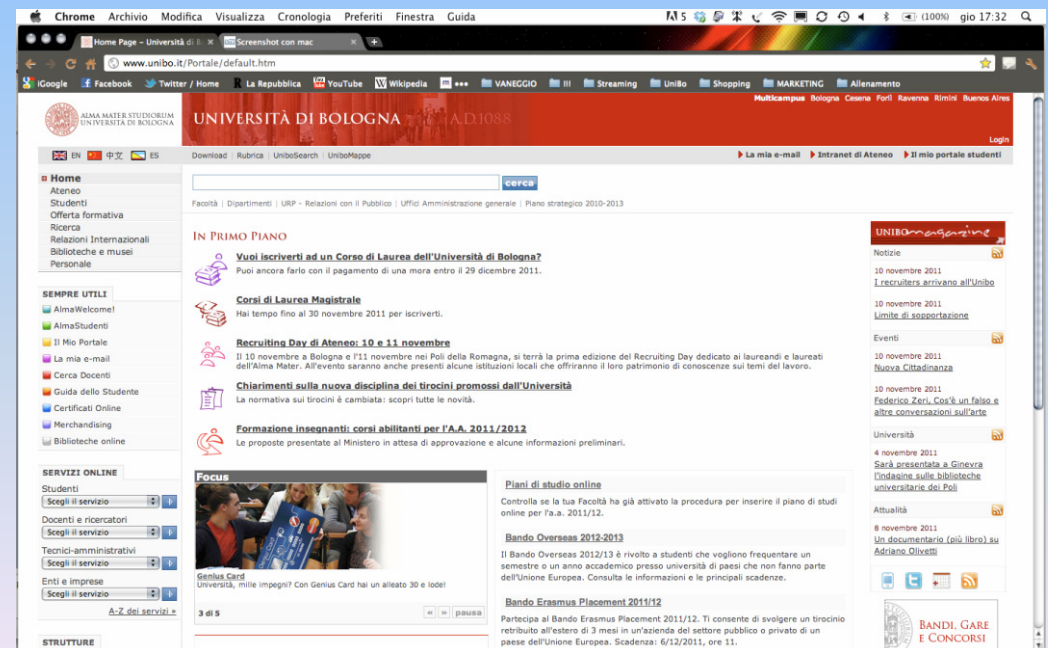 Chrome Archivio Modifica Visualizza Cronologia Preferiti Finestra Guida
5
(100%) gio 17:32
Home Page - Università di B
Screenshot con mac
www.unibo.it/Portale/default.htm
iGoogle Facebook Twitter / Home La Repubblica YouTube Wikipedia ••• VANEGGIO III Streaming UniBo Shopping MARKETING Allenamento
Multicampus Bologna Cesena Forlì Ravenna Rimini Buenos Aires
ALMA MATER STUDIORUM
UNIVERSITÀ DI BOLOGNA
UNIVERSITÀ DI BOLOGNA A.D.1088
Login
EN 中文 ES
Download | Rubrica | UniboSearch | UniboMappe
La mia e-mail Intranet di Ateneo Il mio portale studenti
Home
Ateneo
Studenti
Offerta formativa
Ricerca
Relazioni Internazionali
Biblioteche e musei
Personale
SEMPRE UTILI
AlmaWelcome!
AlmaStudenti
Il Mio Portale
La mia e-mail
Cerca Docenti
Guida dello Studente
Certificati Online
Merchandising
Biblioteche online
SERVIZI ONLINE
Studenti
Scegli il servizio
Docenti e ricercatori
Scegli il servizio
Tecnici-amministrativi
Scegli il servizio
Enti e imprese
Scegli il servizio
A-Z dei servizi »
STRUTTURE
cerca
Facoltà | Dipartimenti | URP - Relazioni con il Pubblico | Uffici Amministrazione generale | Piano strategico 2010-2013
IN PRIMO PIANO
Vuoi iscriverti ad un Corso di Laurea dell'Università di Bologna?
Puoi ancora farlo con il pagamento di una mora entro il 29 dicembre 2011.
Corsi di Laurea Magistrale
Hai tempo fino al 30 novembre 2011 per iscriverti.
Recruiting Day di Ateneo: 10 e 11 novembre
Il 10 novembre a Bologna e l'11 novembre nei Poli della Romagna, si terrà la prima edizione del Recruiting Day dedicato ai laureandi e laureati
dell'Alma Mater. All'evento saranno anche presenti alcune istituzioni locali che offriranno il loro patrimonio di conoscenze sui temi del lavoro.
Chiarimenti sulla nuova disciplina dei tirocini promossi dall'Università
La normativa sui tirocini è cambiata: scopri tutte le novità.
Formazione insegnanti: corsi abilitanti per l'A.A. 2011/2012
Le proposte presentate al Ministero in attesa di approvazione e alcune informazioni preliminari.
Focus
Genius Card
Università, mille impegni? Con Genius Card hai un alleato 30 e lode!
3 di 5
« » pausa
Piani di studio online
Controlla se la tua Facoltà ha già attivato la procedura per inserire il piano di studi
online per l'a.a. 2011/12.
Bando Overseas 2012-2013
Il Bando Overseas 2012/13 è rivolto a studenti che vogliono frequentare un
semestre o un anno accademico presso università di paesi che non fanno parte
dell'Unione Europea. Consulta le informazioni e le principali scadenze.
Bando Erasmus Placement 2011/12
Partecipa al Bando Erasmus Placement 2011/12. Ti consente di svolgere un tirocinio
retribuito all'estero di 3 mesi in un'azienda del settore pubblico o privato di un
paese dell'Unione Europea. Scadenza: 6/12/2011, ore 11.
UNIBOmagazine
Notizie
10 novembre 2011
I recruiters arrivano all'Unibo
10 novembre 2011
Limite di sopportazione
Eventi
10 novembre 2011
Nuova Cittadinanza
10 novembre 2011
Federico Zeri, Cos'è un falso e
altre conversazioni sull'arte
Università
4 novembre 2011
Sarà presentata a Ginevra
l'indagine sulle biblioteche
universitarie dei Poli
Attualità
8 novembre 2011
Un documentario (più libro) su
Adriano Olivetti
BANDI, GARE
E CONCORSI